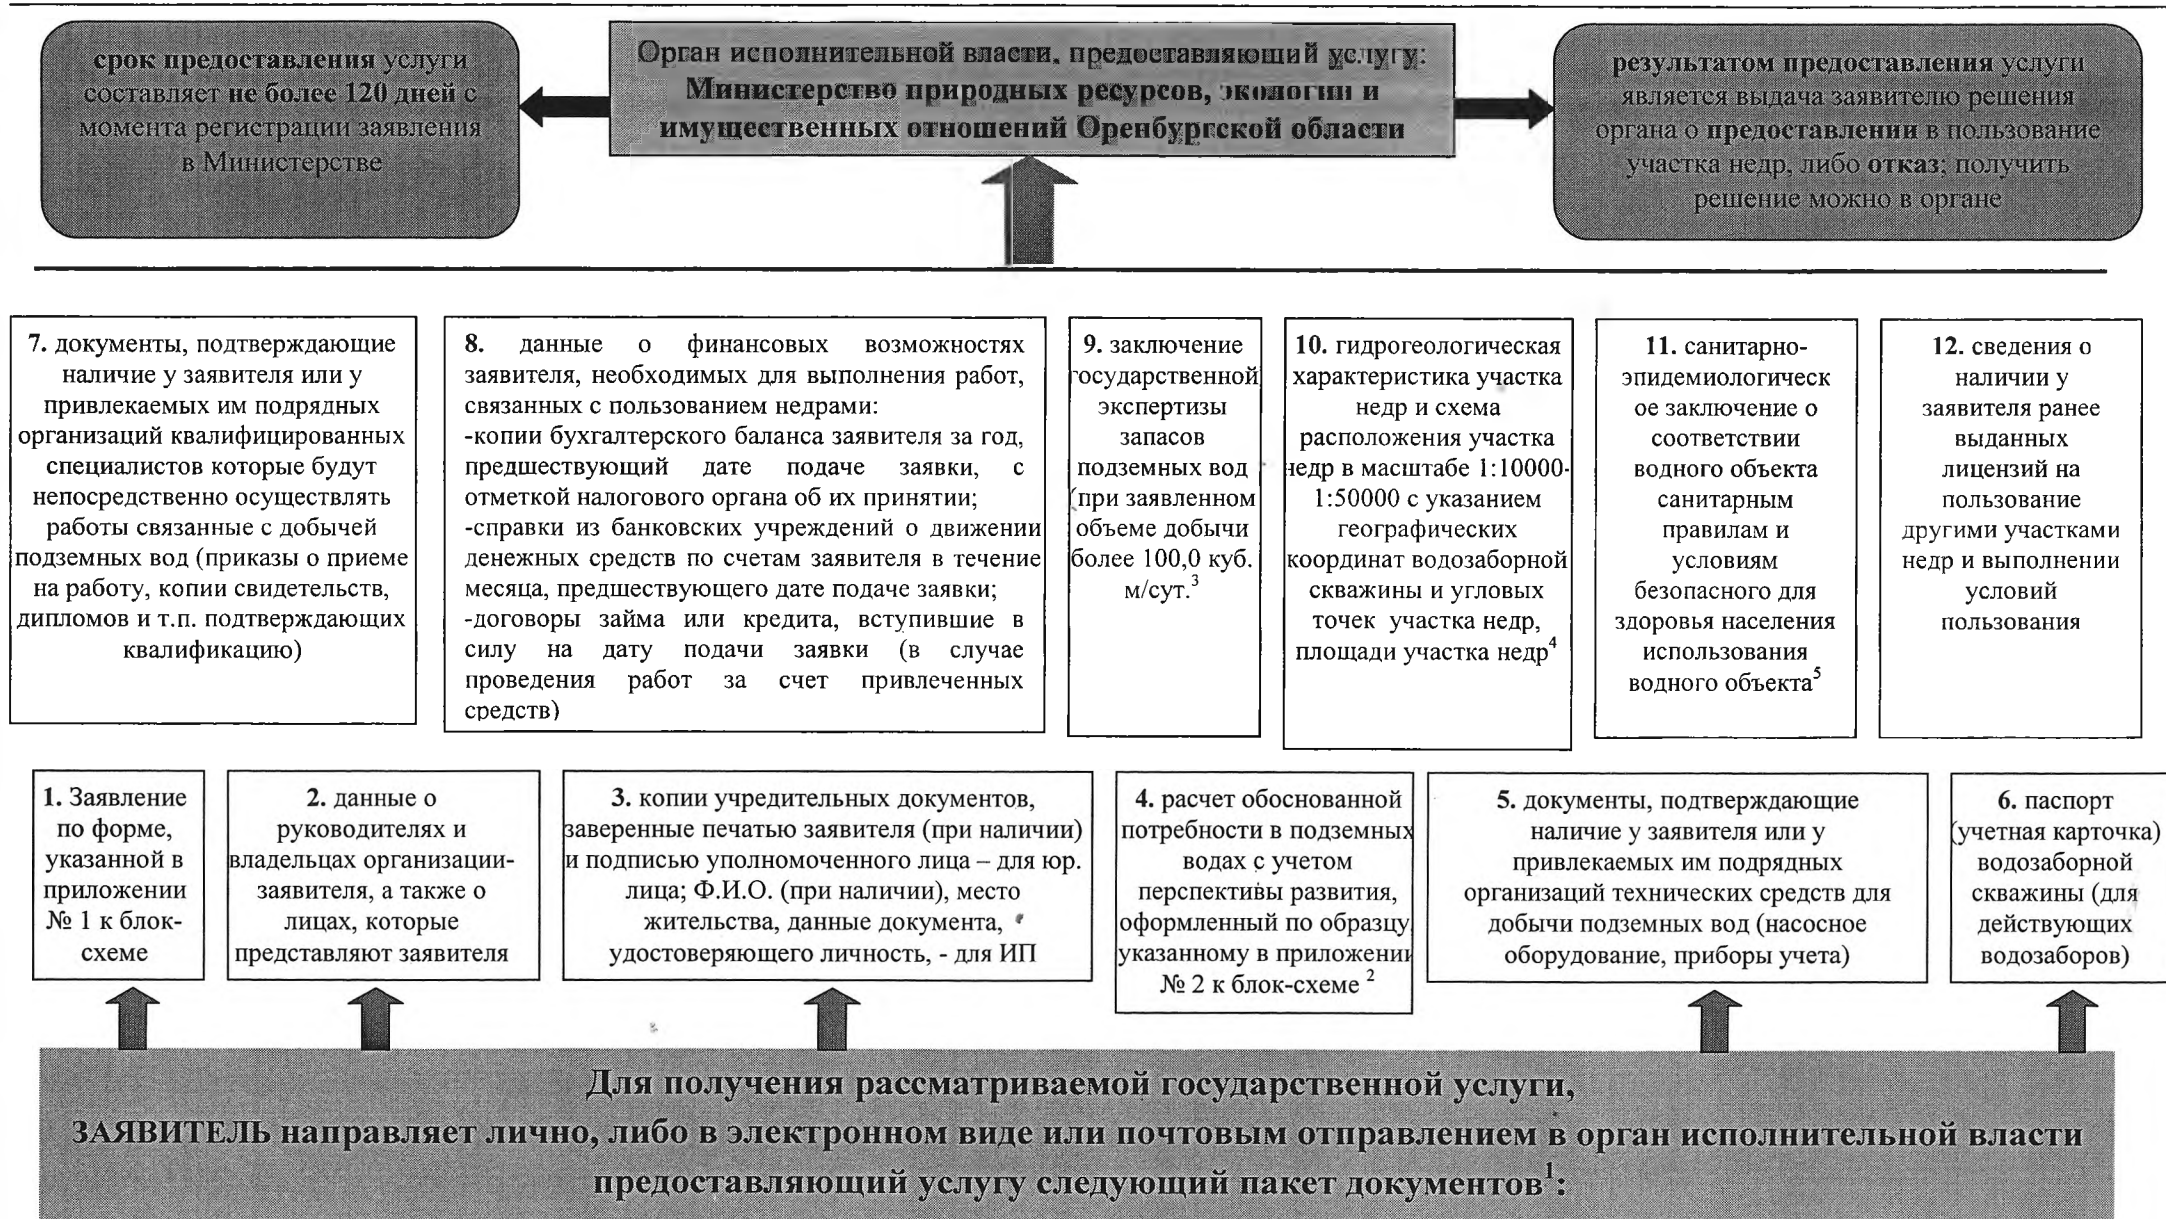 срок предоставления услуги
составляет не более 120 дней с
момента регистрации заявления
в Министерстве
Орган исполнительной власти, предоставляющий услугу:
Министерство природных ресурсов, экологии и
имущественных отношений Оренбургской области
результатом предоставления услуги
является выдача заявителю решения
органа о предоставлении в пользование
участка недр, либо отказ; получить
решение можно в органе
7. документы, подтверждающие
наличие у заявителя или у
привлекаемых им подрядных
организаций квалифицированных
специалистов которые будут
непосредственно осуществлять
работы связанные с добычей
подземных вод (приказы о приеме
на работу, копии свидетельств,
дипломов и т.п. подтверждающих
квалификацию)
8. данные о финансовых возможностях
заявителя, необходимых для выполнения работ,
связанных с пользованием недрами:
-копии бухгалтерского баланса заявителя за год,
предшествующий дате подаче заявки, с
отметкой налогового органа об их принятии;
-справки из банковских учреждений о движении
денежных средств по счетам заявителя в течение
месяца, предшествующего дате подаче заявки;
-договоры займа или кредита, вступившие в
силу на дату подачи заявки (в случае
проведения работ за счет привлеченных
средств)
9. заключение
государственной
экспертизы
запасов
подземных вод
(при заявленном
объеме добычи
более 100,0 куб.
м/сут.3
10. гидрогеологическая
характеристика участка
недр и схема
расположения участка
недр в масштабе 1:10000-
1:50000 с указанием
географических
координат водозаборной
скважины и угловых
точек участка недр,
площади участка недр4
11. санитарно-
эпидемиологическ
ое заключение о
соответствии
водного объекта
санитарным
правилам и
условиям
безопасного для
здоровья населения
использования
водного объекта5
12. сведения о
наличии у
заявителя ранее
выданных
лицензий на
пользование
другими участками
недр и выполнении
условий
пользования
1. Заявление
по форме,
указанной в
приложении
№ 1 к блок-
схеме
2. данные о
руководителях и
владельцах организации-
заявителя, а также о
лицах, которые
представляют заявителя
3. копии учредительных документов,
заверенные печатью заявителя (при наличии)
и подписью уполномоченного лица – для юр.
лица; Ф.И.О. (при наличии), место
жительства, данные документа,
удостоверяющего личность, - для ИП
4. расчет обоснованной
потребности в подземных
водах с учетом
перспективы развития,
оформленный по образцу,
указанному в приложении
№ 2 к блок-схеме 2
5. документы, подтверждающие
наличие у заявителя или у
привлекаемых им подрядных
организаций технических средств для
добычи подземных вод (насосное
оборудование, приборы учета)
6. паспорт
(учетная карточка)
водозаборной
скважины (для
действующих
водозаборов)
Для получения рассматриваемой государственной услуги,
ЗАЯВИТЕЛЬ направляет лично, либо в электронном виде или почтовым отправлением в орган исполнительной власти
предоставляющий услугу следующий пакет документов1: